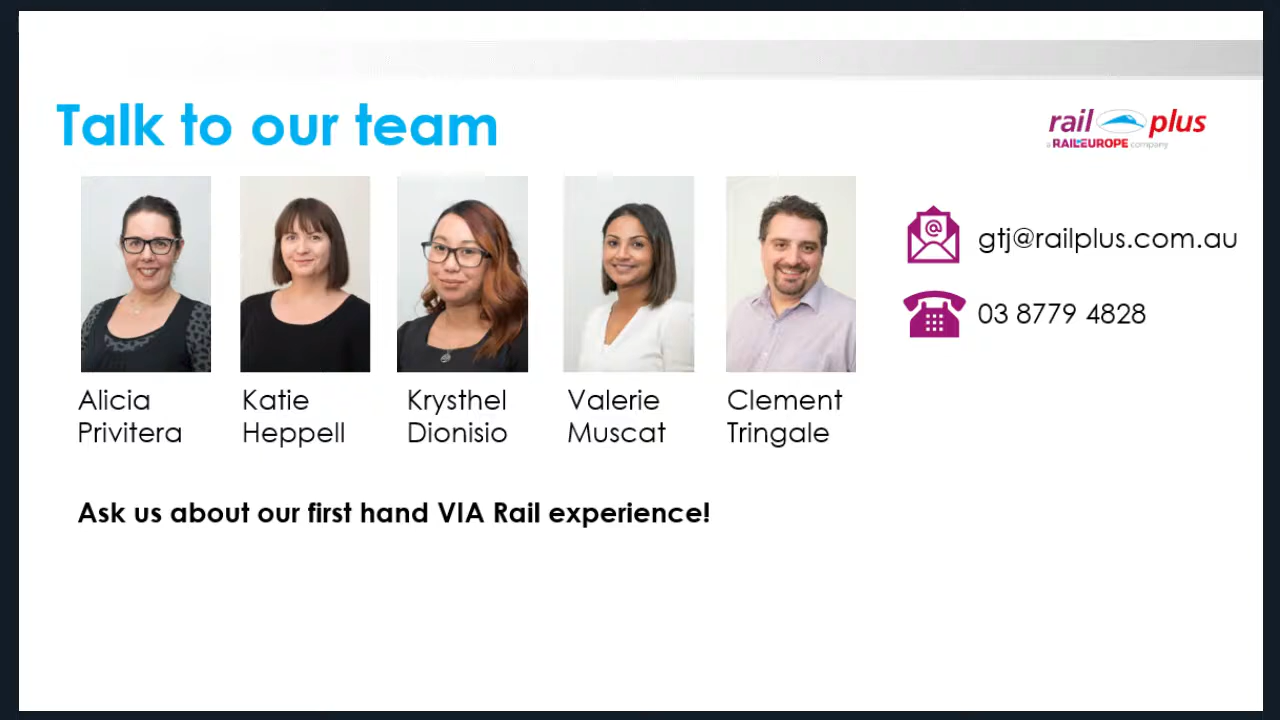 Talk to our team
rail plus
a RAILEUROPE company
@
gtj@railplus.com.au
03 8779 4828
Alicia
Privitera
Katie
Heppell
Krysthel
Dionisio
Valerie
Muscat
Clement
Tringale
Ask us about our first hand VIA Rail experience!